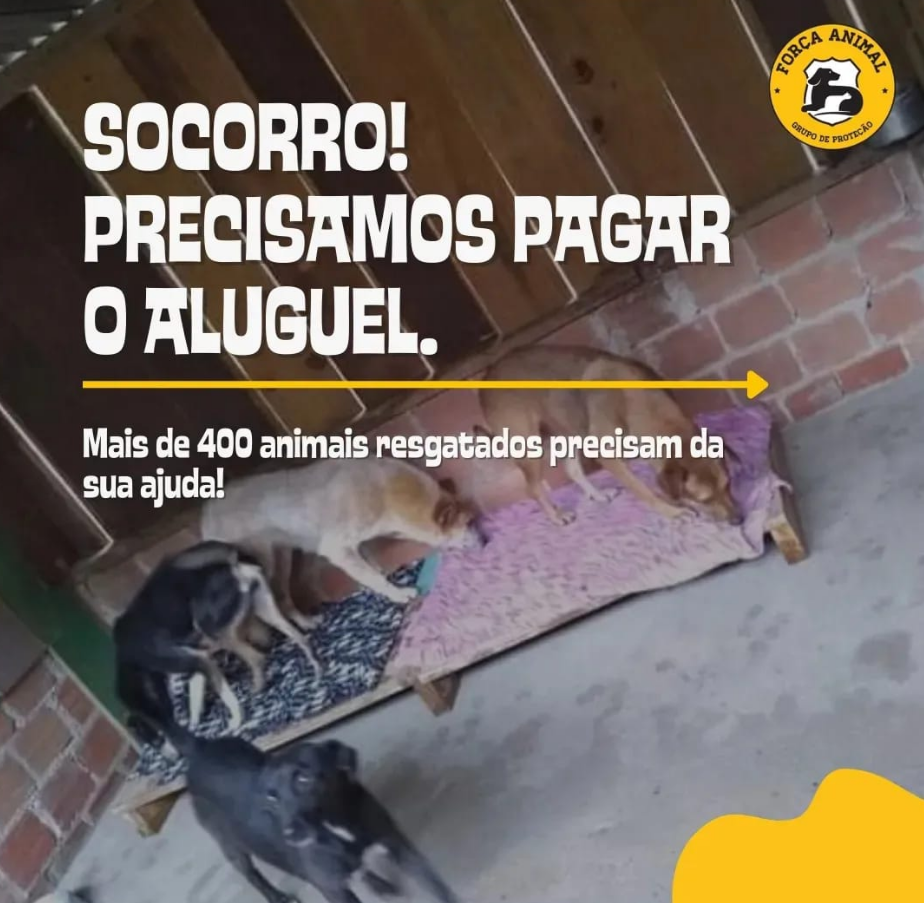 FORÇA ANIMAL
GRUPO DE PROTEÇÃO
SOCORRO!
PRECISAMOS PAGAR
O ALUGUEL.
Mais de 400 animais resgatados precisam da
sua ajuda!